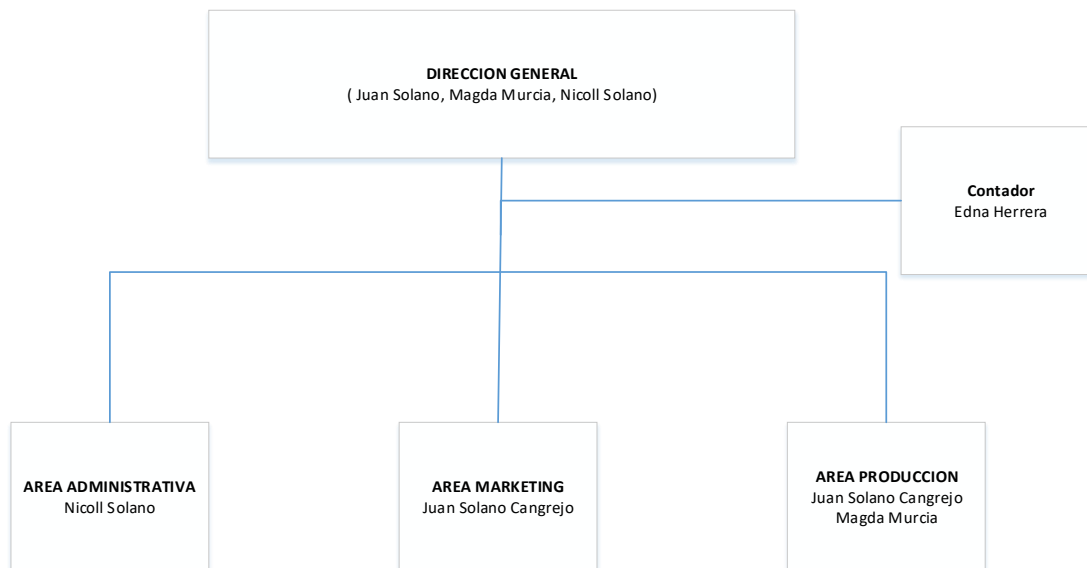 DIRECCION GENERAL
( Juan Solano, Magda Murcia, Nicoll Solano)
Contador
Edna Herrera
AREA ADMINISTRATIVA
Nicoll Solano
AREA MARKETING
Juan Solano Cangrejo
AREA PRODUCCION
Juan Solano Cangrejo
Magda Murcia